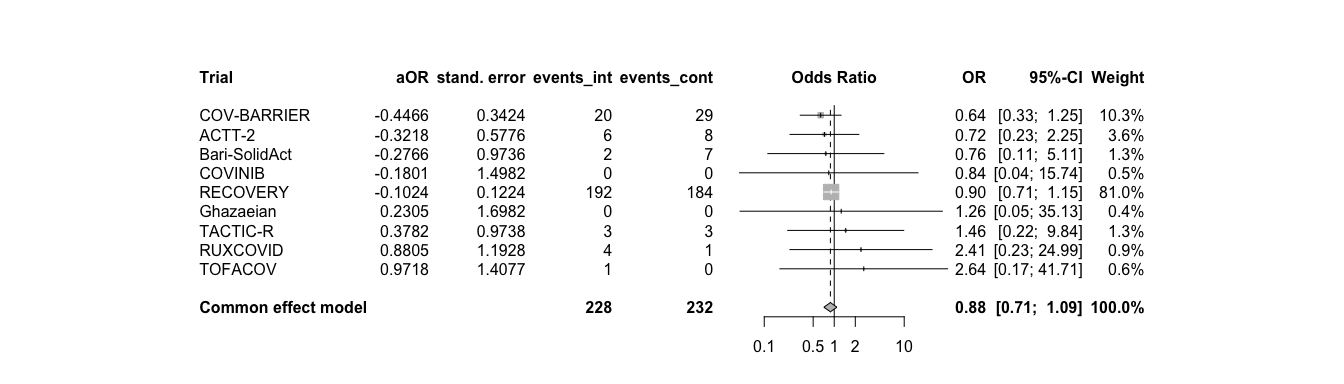 Trial aOR stand. error events_int events_cont Odds Ratio OR 95%-CI Weight
COV-BARRIER -0.4466 0.3424 20 29 0.64 [0.33; 1.25] 10.3%
ACTT-2 -0.3218 0.5776 6 8 0.72 [0.23; 2.25] 3.6%
Bari-SolidAct -0.2766 0.9736 2 7 0.76 [0.11; 5.11] 1.3%
COVINIB -0.1801 1.4982 0 0 0.84 [0.04; 15.74] 0.5%
RECOVERY -0.1024 0.1224 192 184 0.90 [0.71; 1.15] 81.0%
Ghazaeian 0.2305 1.6982 0 0 1.26 [0.05; 35.13] 0.4%
TACTIC-R 0.3782 0.9738 3 3 1.46 [0.22; 9.84] 1.3%
RUXCOVID 0.8805 1.1928 4 1 2.41 [0.23; 24.99] 0.9%
TOFACOV 0.9718 1.4077 1 0 2.64 [0.17; 41.71] 0.6%
Common effect model 228 232 0.88 [0.71; 1.09] 100.0%
0.1 0.5 1 2 10